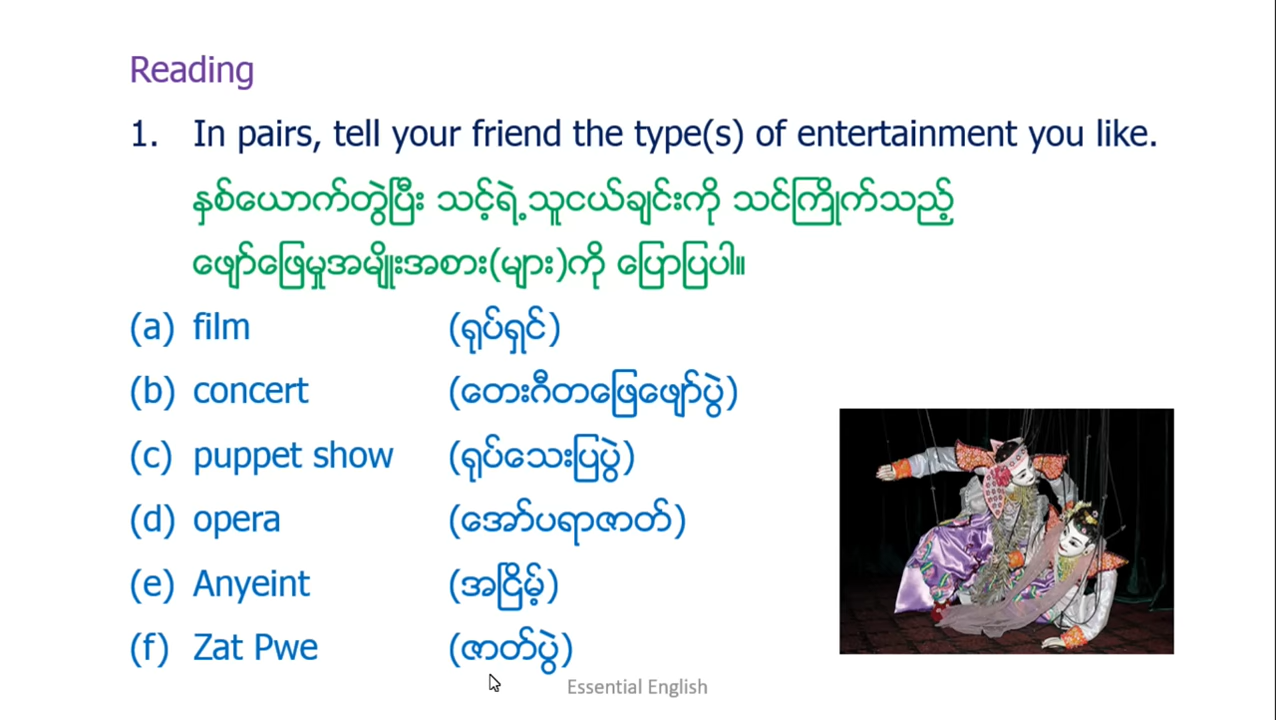 Reading
1. In pairs, tell your friend the type(s) of entertainment you like.
နှစ်ယောက်တွဲပြီး သင့်ရဲ့သူငယ်ချင်းကို သင်ကြိုက်သည့်
ဖျော်ဖြေမှုအမျိုးအစား(များ)ကို ပြောပြပါ။
(a) film (ရုပ်ရှင်)
(b) concert (တေးဂီတဖြေဖျော်ပွဲ)
(c) puppet show (ရုပ်သေးပြပွဲ)
(d) opera (အော်ပရာဇာတ်)
(e) Anyeint (အငြိမ့်)
(f) Zat Pwe (ဇာတ်ပွဲ)
Essential English